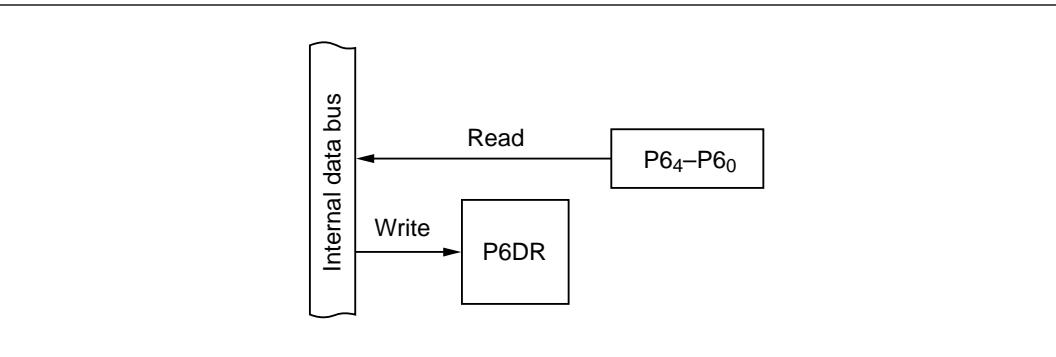 Internal data bus
Read
P6₄–P6₀
Write
P6DR